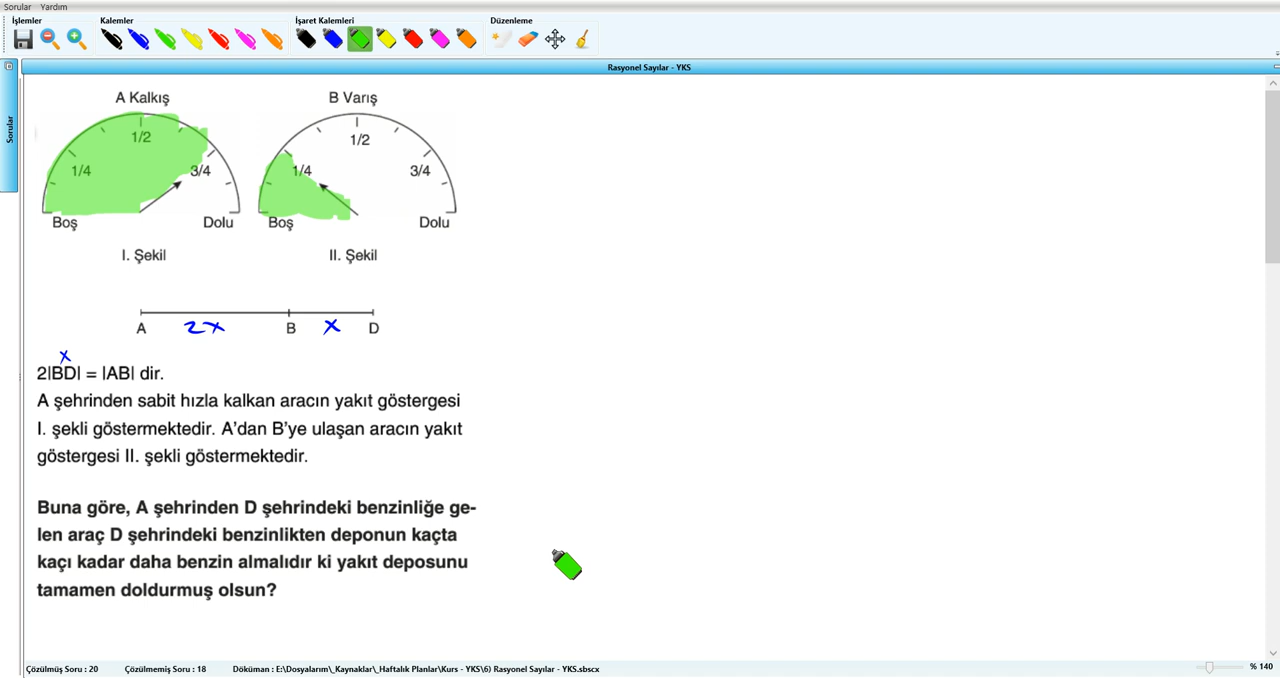 Sorular Yardım
İşlemler Kalemler İşaret Kalemleri Düzenleme
Rasyonel Sayılar - YKS
Sorular
A Kalkış B Varış
1/2 1/2
1/4 3/4 1/4 3/4
Boş Dolu Boş Dolu
I. Şekil II. Şekil
A 2x B x D
x
2|BD| = |AB| dir.
A şehrinden sabit hızla kalkan aracın yakıt göstergesi
I. şekli göstermektedir. A’dan B’ye ulaşan aracın yakıt
göstergesi II. şekli göstermektedir.
Buna göre, A şehrinden D şehrindeki benzinliğe ge-
len araç D şehrindeki benzinlikten deponun kaçta
kaçı kadar daha benzin almalıdır ki yakıt deposunu
tamamen doldurmuş olsun?
Çözülmüş Soru : 20 Çözülmemiş Soru : 18 Döküman : E:\Dosyalarım\_Kaynaklar\_Haftalık Planlar\Kurs - YKS\6) Rasyonel Sayılar - YKS.sbscx % 140